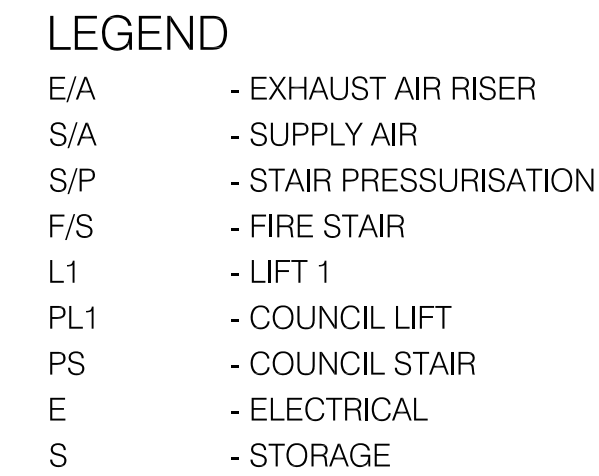 LEGEND
E/A - EXHAUST AIR RISER
S/A - SUPPLY AIR
S/P - STAIR PRESSURISATION
F/S - FIRE STAIR
L1 - LIFT 1
PL1 - COUNCIL LIFT
PS - COUNCIL STAIR
E - ELECTRICAL
S - STORAGE